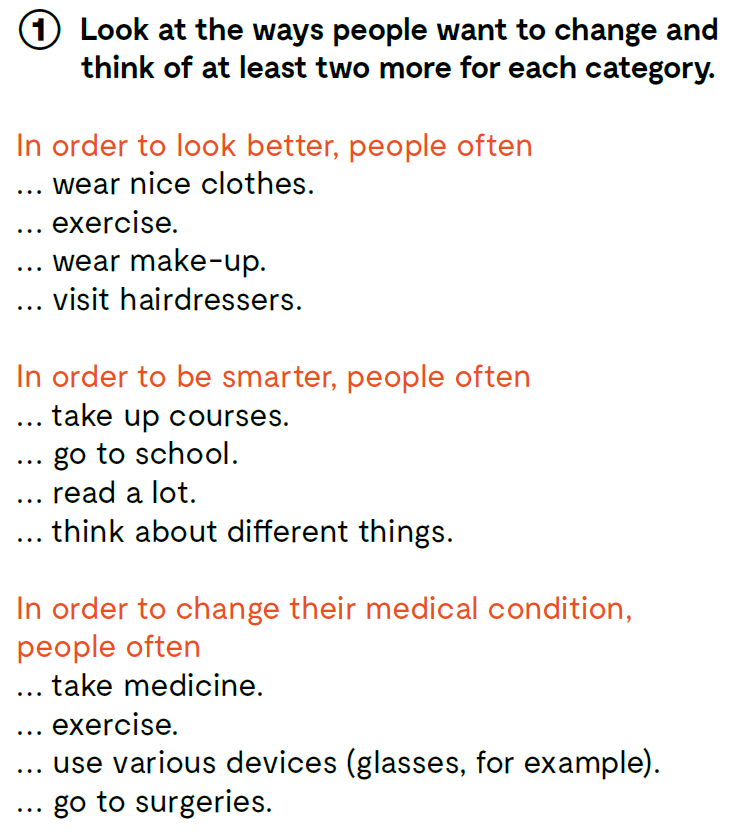 1 Look at the ways people want to change and
think of at least two more for each category.
In order to look better, people often
... wear nice clothes.
... exercise.
... wear make-up.
... visit hairdressers.
In order to be smarter, people often
... take up courses.
... go to school.
... read a lot.
... think about different things.
In order to change their medical condition,
people often
... take medicine.
... exercise.
... use various devices (glasses, for example).
... go to surgeries.